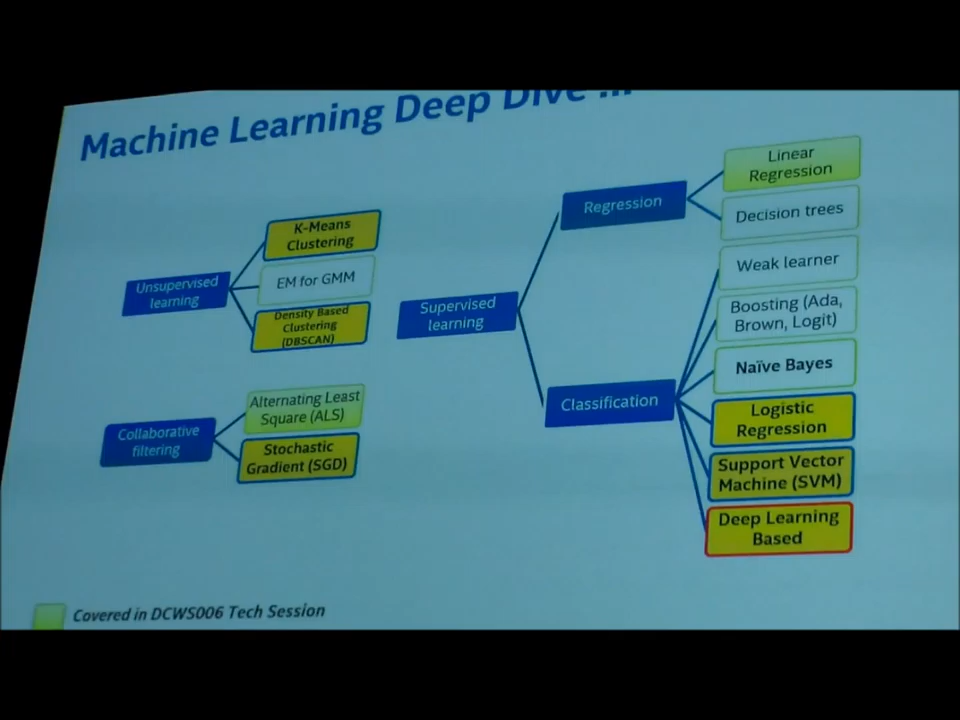 Machine Learning Deep Dive ...
K-Means
Clustering
Unsupervised
learning
EM for GMM
Density Based
Clustering
(DBSCAN)
Alternating Least
Square (ALS)
Collaborative
filtering
Stochastic
Gradient (SGD)
Supervised
learning
Regression
Linear
Regression
Decision trees
Classification
Weak learner
Boosting (Ada,
Brown, Logit)
Naïve Bayes
Logistic
Regression
Support Vector
Machine (SVM)
Deep Learning
Based
Covered in DCWS006 Tech Session